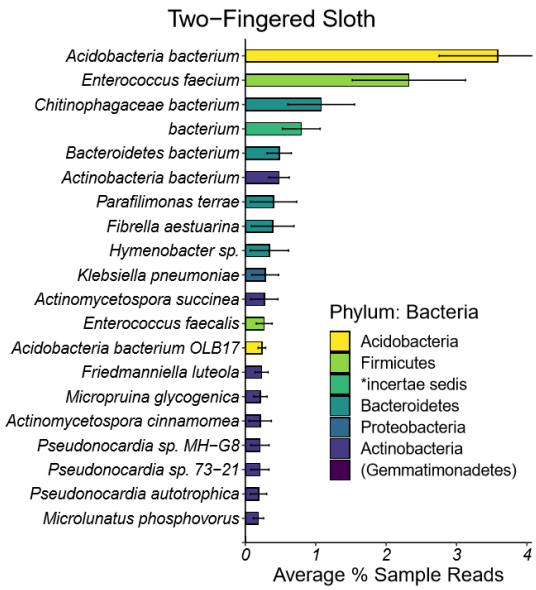 Two−Fingered Sloth
Acidobacteria bacterium
Enterococcus faecium
Chitinophagaceae bacterium
bacterium
Bacteroidetes bacterium
Actinobacteria bacterium
Parafilimonas terrae
Fibrella aestuarina
Hymenobacter sp.
Klebsiella pneumoniae
Actinomycetospora succinea
Enterococcus faecalis
Acidobacteria bacterium OLB17
Friedmanniella luteola
Micropruina glycogenica
Actinomycetospora cinnamomea
Pseudonocardia sp. MH−G8
Pseudonocardia sp. 73−21
Pseudonocardia autotrophica
Microlunatus phosphovorus
Phylum: Bacteria
Acidobacteria
Firmicutes
*incertae sedis
Bacteroidetes
Proteobacteria
Actinobacteria
(Gemmatimonadetes)
0 1 2 3 4
Average % Sample Reads